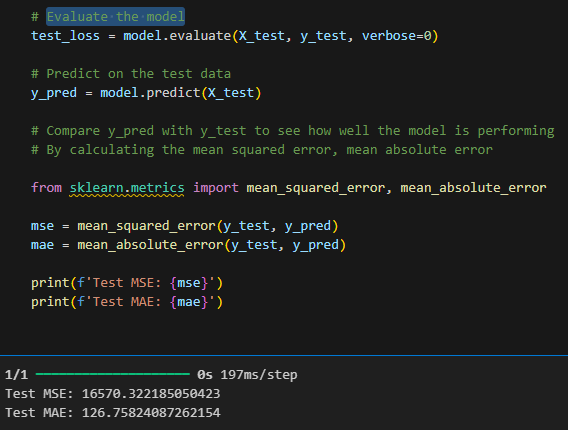 # Evaluate the model
test_loss = model.evaluate(X_test, y_test, verbose=0)
# Predict on the test data
y_pred = model.predict(X_test)
# Compare y_pred with y_test to see how well the model is performing
# By calculating the mean squared error, mean absolute error
from sklearn.metrics import mean_squared_error, mean_absolute_error
mse = mean_squared_error(y_test, y_pred)
mae = mean_absolute_error(y_test, y_pred)
print(f'Test MSE: {mse}')
print(f'Test MAE: {mae}')
1/1 ━━━━━━━━━━━━━━━━━━━━ 0s 197ms/step
Test MSE: 16570.322185050423
Test MAE: 126.75824087262154